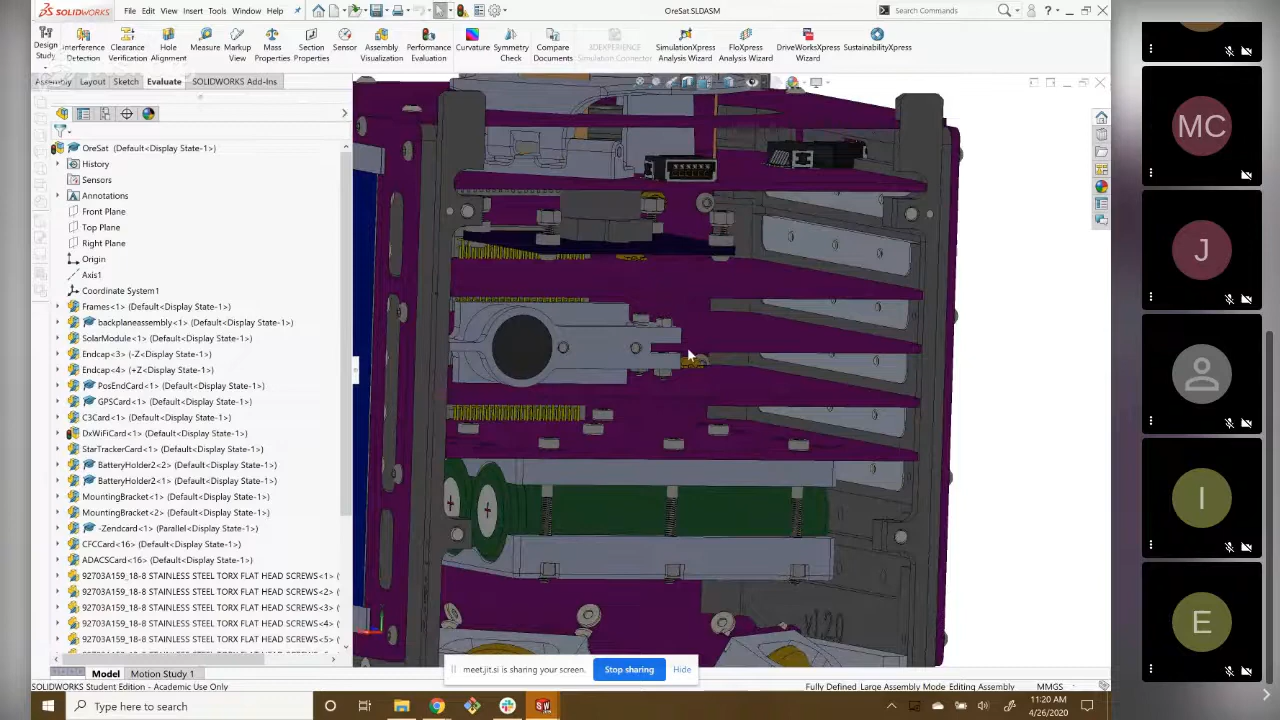 SOLIDWORKS File Edit View Insert Tools Window Help OreSat.SLDASM Search Commands ?
Design Study
Interference Detection
Clearance Verification
Hole Alignment
Measure
Markup View
Mass Properties
Section Properties
Sensor
Assembly Visualization
Performance Evaluation
Curvature
Symmetry Check
Compare Documents
3DEXPERIENCE Simulation Connector
SimulationXpress Analysis Wizard
FloXpress Analysis Wizard
DriveWorksXpress Wizard
SustainabilityXpress
Assembly Layout Sketch Evaluate SOLIDWORKS Add-Ins
OreSat (Default<Display State-1>)
History
Sensors
Annotations
Front Plane
Top Plane
Right Plane
Origin
Axis1
Coordinate System1
Frames<1> (Default<Display State-1>)
backplaneassembly<1> (Default<Display State-1>)
SolarModule<1> (Default<Display State-1>)
Endcap<3> (-Z<Display State-1>)
Endcap<4> (+Z<Display State-1>)
PosEndCard<1> (Default<Display State-1>)
GPSCard<1> (Default<Display State-1>)
C3Card<1> (Default<Display State-1>)
DxWiFiCard<1> (Default<Display State-1>)
StarTrackerCard<1> (Default<Display State-1>)
BatteryHolder2<2> (Default<Display State-1>)
BatteryHolder2<1> (Default<Display State-1>)
MountingBracket<1> (Default<Display State-1>)
MountingBracket<2> (Default<Display State-1>)
-Zendcard<1> (Parallel<Display State-1>)
CFCCard<16> (Default<Display State-1>)
ADACSCard<16> (Default<Display State-1>)
92703A159_18-8 STAINLESS STEEL TORX FLAT HEAD SCREWS<1> (
92703A159_18-8 STAINLESS STEEL TORX FLAT HEAD SCREWS<2> (
92703A159_18-8 STAINLESS STEEL TORX FLAT HEAD SCREWS<3> (
92703A159_18-8 STAINLESS STEEL TORX FLAT HEAD SCREWS<4> (
92703A159_18-8 STAINLESS STEEL TORX FLAT HEAD SCREWS<5> (
Model Motion Study 1
meet.jit.si is sharing your screen. Stop sharing Hide
SOLIDWORKS Student Edition - Academic Use Only
Fully Defined Large Assembly Mode Editing Assembly MMGS
Type here to search
11:20 AM
4/26/2020
MC
J
I
E